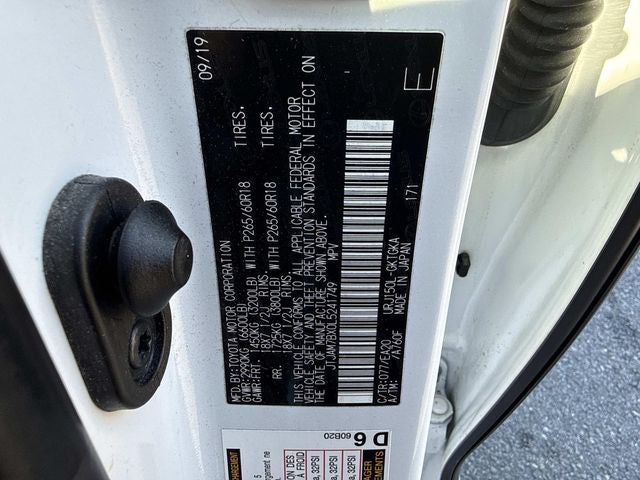 09/19
MFD.BY:TOYOTA MOTOR CORPORATION
GVWR:2990KG (6600LB)
GAWR:FRT. 1450KG (3200LB) WITH P265/60R18 TIRES,
18X7 1/2J RIMS
RR. 1725KG (3800LB) WITH P265/60R18 TIRES,
18X7 1/2J RIMS
THIS VEHICLE CONFORMS TO ALL APPLICABLE FEDERAL MOTOR
VEHICLE SAFETY AND THEFT PREVENTION STANDARDS IN EFFECT ON
THE DATE OF MANUFACTURE SHOWN ABOVE.
JTJAM7BX0L5241749 MPV
E
171
URJ150L-GKTGKA
MADE IN JAPAN
C/TR:077/EA20
A/TM: /A760F
D6
60B20